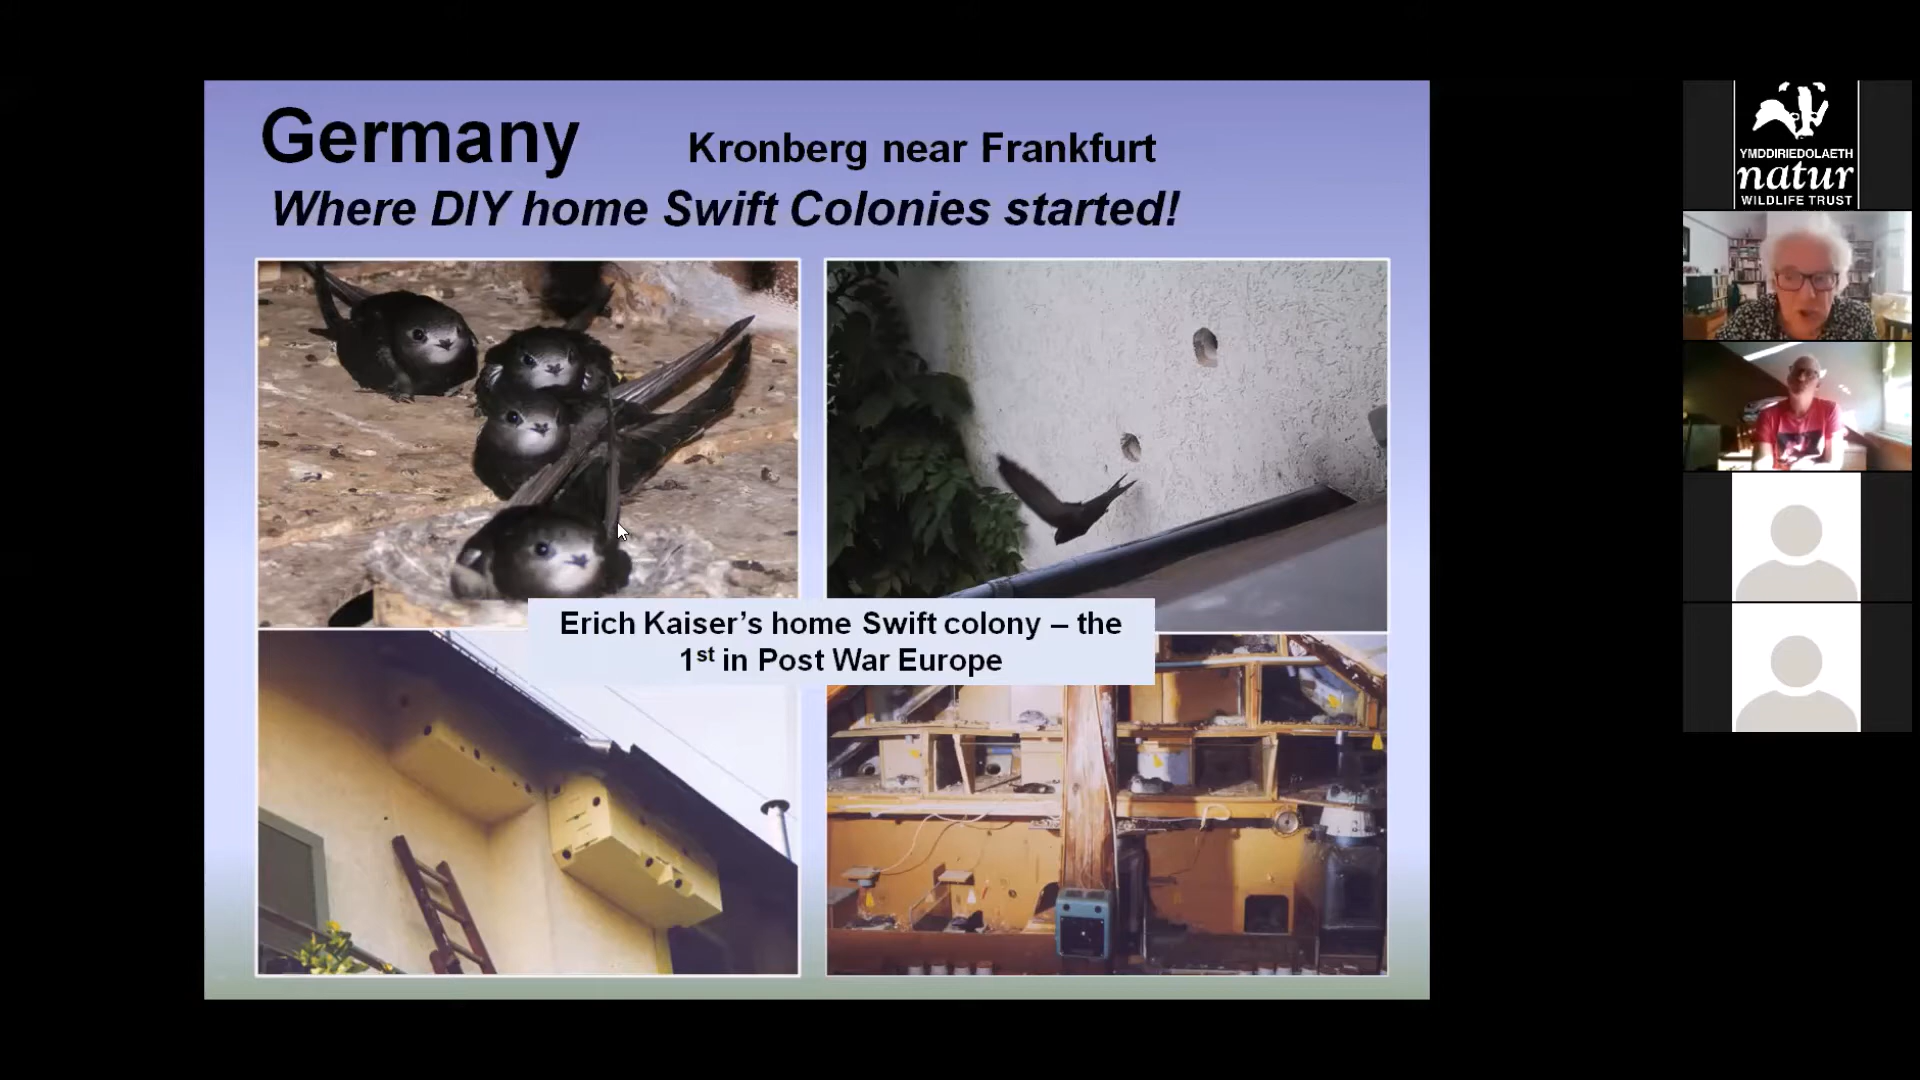 Germany
Kronberg near Frankfurt
Where DIY home Swift Colonies started!
Erich Kaiser’s home Swift colony – the
1st in Post War Europe
YMDDIRIEDOLAETH
natur
WILDLIFE TRUST